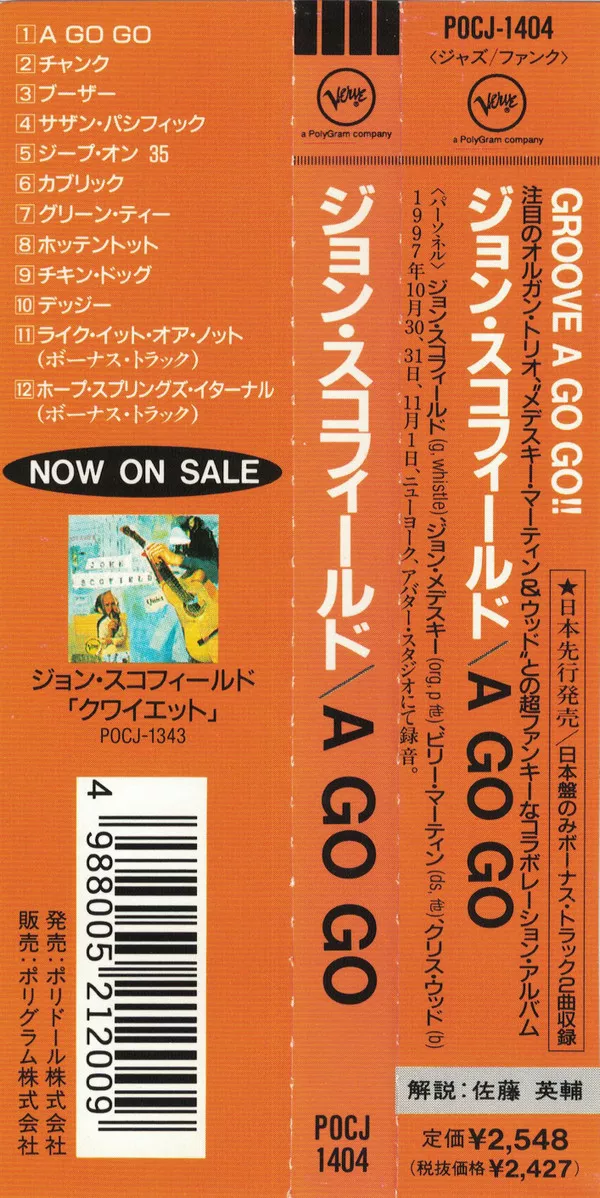 1 A GO GO
2 チャンク
3 ブーザー
4 サザン・パシフィック
5 ジープ・オン 35
6 カブリック
7 グリーン・ティー
8 ホッテントット
9 チキン・ドッグ
10 デッジー
11 ライク・イット・オア・ノット
(ボーナス・トラック)
12 ホープ・スプリングズ・イターナル
(ボーナス・トラック)
NOW ON SALE
JOHN
SCOFIELD
Quiet
ジョン・スコフィールド
「クワイエット」
POCJ-1343
4 988005 212009
発売:ポリドール株式会社
販売:ポリグラム株式会社
Verve
a PolyGram company
ジョン・スコフィールド/A GO GO
POCJ
1404
POCJ-1404
〈ジャズ/ファンク〉
Verve
a PolyGram company
GROOVE A GO GO!!
★日本先行発売/日本盤のみボーナス・トラック2曲収録
注目のオルガン・トリオ、"メデスキー・マーティン&ウッド"との超ファンキーなコラボレーション・アルバム
ジョン・スコフィールド/A GO GO
〈パーソネル〉ジョン・スコフィールド(g, whistle)、ジョン・メデスキー(org, p 他)、ビリー・マーティン(ds, 他)、クリス・ウッド(b)
1997年10月30、31日、11月1日、ニューヨーク、アバター・スタジオにて録音。
解説:佐藤 英輔
定価¥2,548
(税抜価格¥2,427)